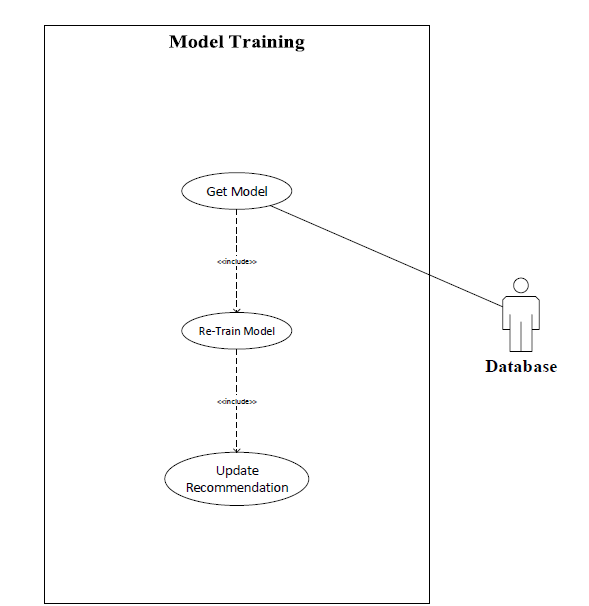 Model Training
Get Model
<<include>>
Re-Train Model
<<include>>
Update
Recommendation
Database